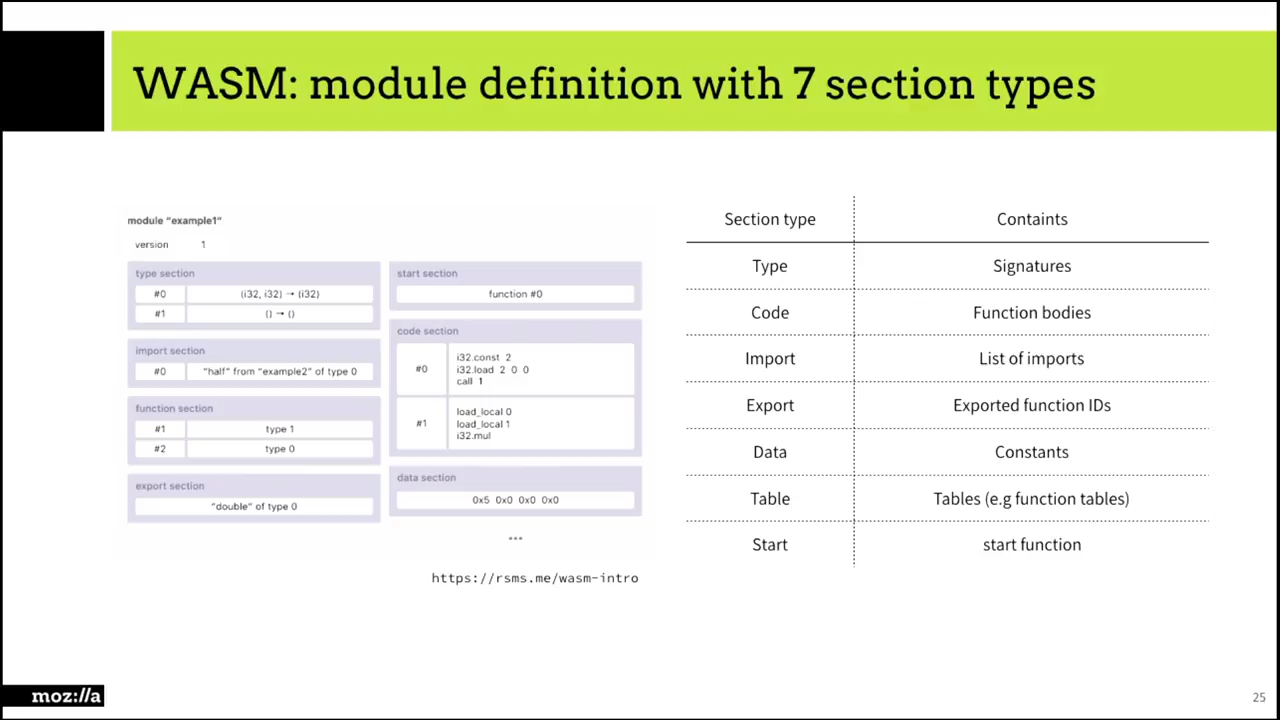 WASM: module definition with 7 section types
module "example1"
version 1
type section
#0 (i32, i32) → (i32)
#1 () → ()
import section
#0 "half" from "example2" of type 0
function section
#1 type 1
#2 type 0
export section
"double" of type 0
start section
function #0
code section
#0
i32.const 2
i32.load 2 0 0
call 1
#1
load_local 0
load_local 1
i32.mul
data section
0x5 0x0 0x0 0x0
...
https://rsms.me/wasm-intro
Section type Containts
Type Signatures
Code Function bodies
Import List of imports
Export Exported function IDs
Data Constants
Table Tables (e.g function tables)
Start start function
moz://a
25